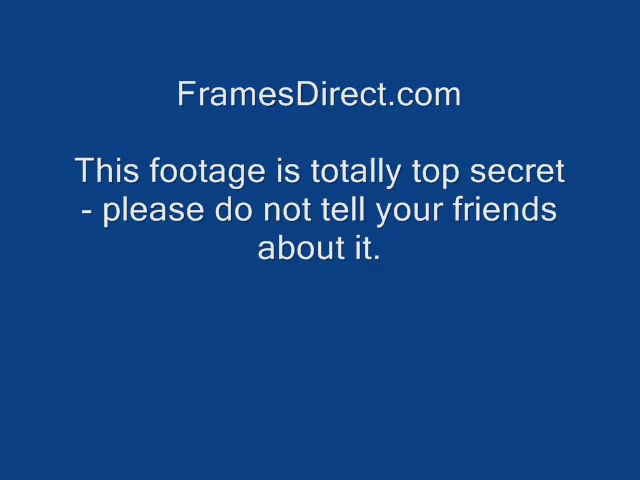 FramesDirect.com
This footage is totally top secret
- please do not tell your friends
about it.